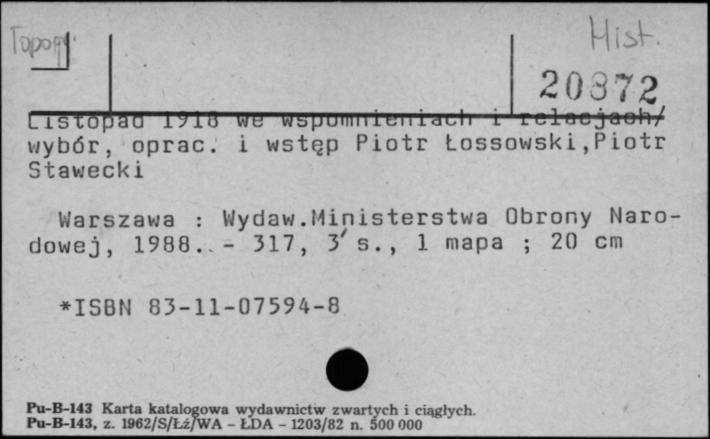 Topogr.
Hist.
20872
Listopad 1918 we wspomnieniach i relacjach/
wybór, oprac. i wstęp Piotr Łossowski,Piotr
Stawecki
Warszawa : Wydaw.Ministerstwa Obrony Naro-
dowej, 1988. - 317, 3 s., 1 mapa ; 20 cm
*ISBN 83-11-07594-8
Pu-B-143 Karta katalogowa wydawnictw zwartych i ciągłych.
Pu-B-143, z. 1962/S/Łź/WA - ŁDA - 1203/82 n. 500 000